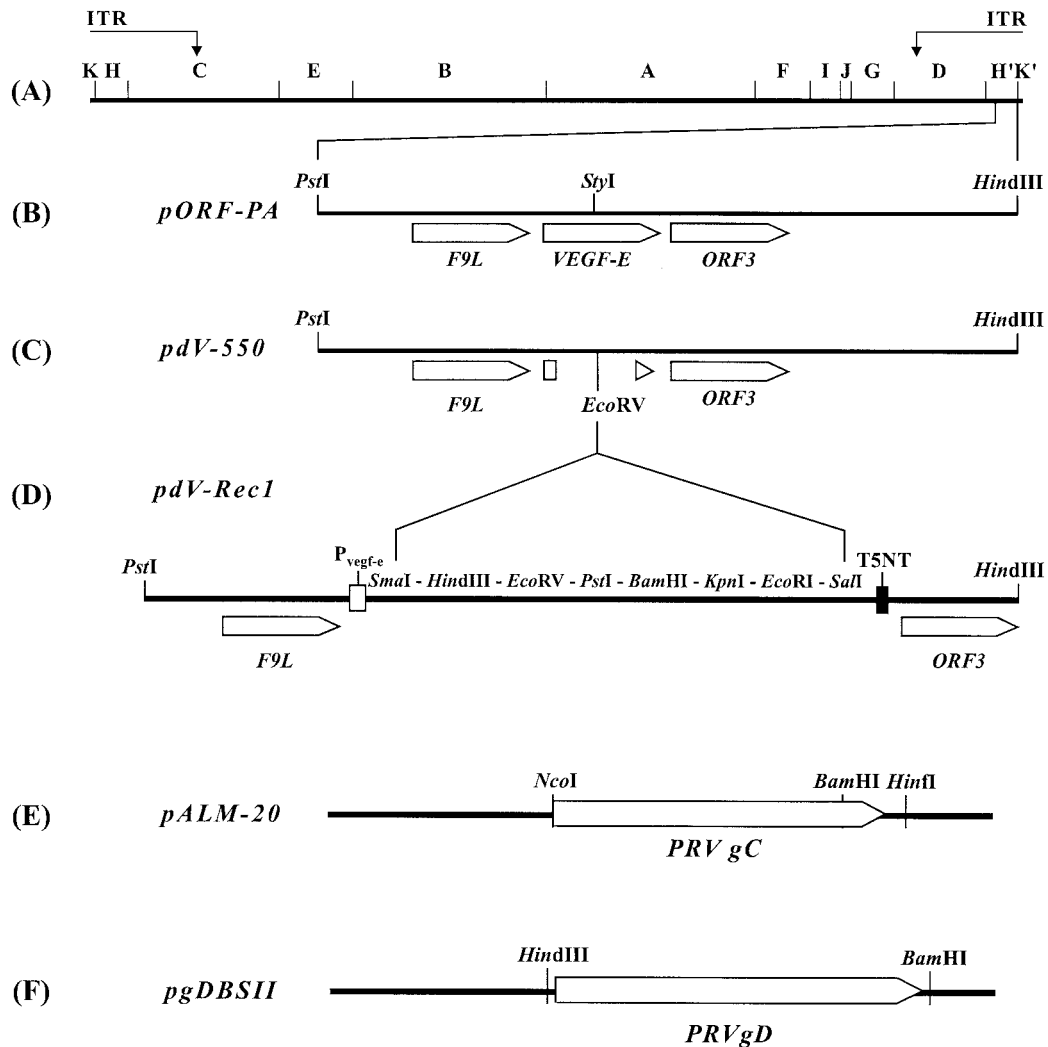 ITR ITR
K H C E B A F I J G D H' K'
(A)
PstI StyI HindIII
(B) pORF-PA
F9L VEGF-E ORF3
PstI HindIII
(C) pdV-550
F9L EcoRV ORF3
(D) pdV-Rec1
PstI Pvegf-e SmaI - HindIII - EcoRV - PstI - BamHI - KpnI - EcoRI - SalI T5NT HindIII
F9L ORF3
NcoI BamHI HinfI
(E) pALM-20
PRV gC
HindIII BamHI
(F) pgDBSII
PRVgD